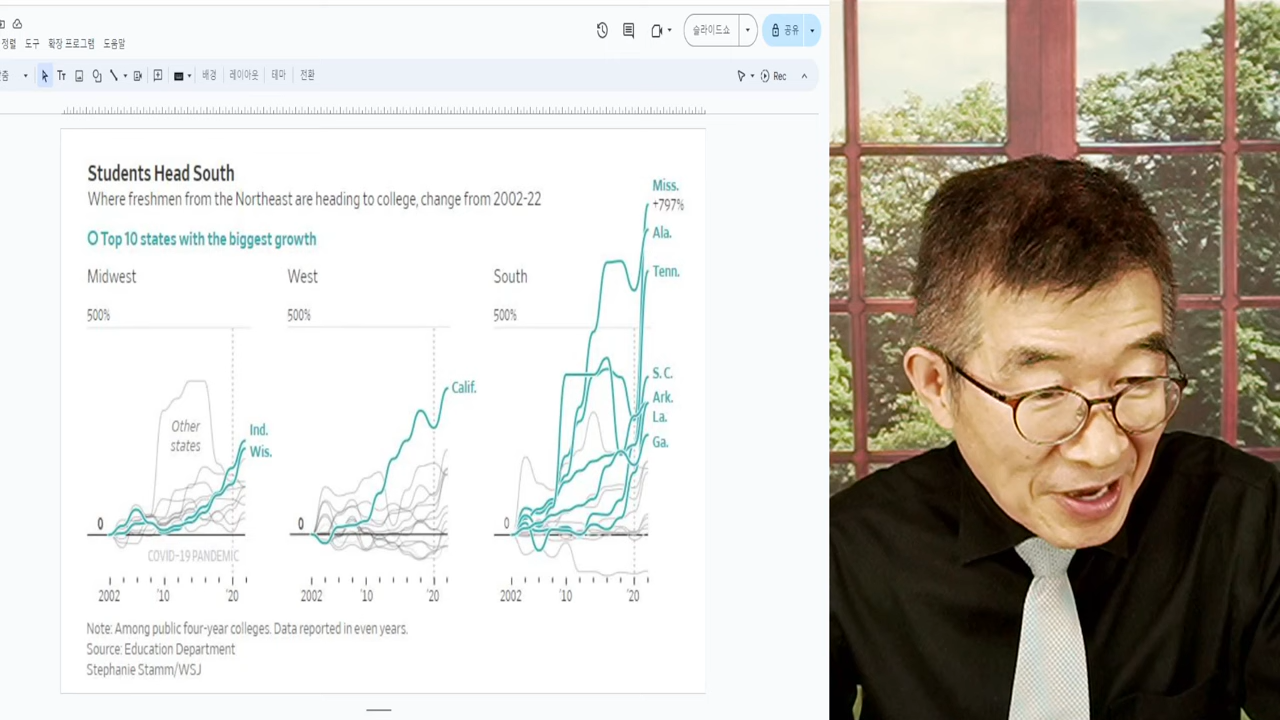 슬라이드쇼
공유
정렬 도구 확장 프로그램 도움말
배경 레이아웃 테마 전환
Rec
Students Head South
Where freshmen from the Northeast are heading to college, change from 2002-22
Top 10 states with the biggest growth
Midwest
500%
Other
states
Ind.
Wis.
0
COVID-19 PANDEMIC
2002 '10 '20
West
500%
Calif.
0
2002 '10 '20
South
500%
Miss.
+797%
Ala.
Tenn.
S.C.
Ark.
La.
Ga.
0
2002 '10 '20
Note: Among public four-year colleges. Data reported in even years.
Source: Education Department
Stephanie Stamm/WSJ